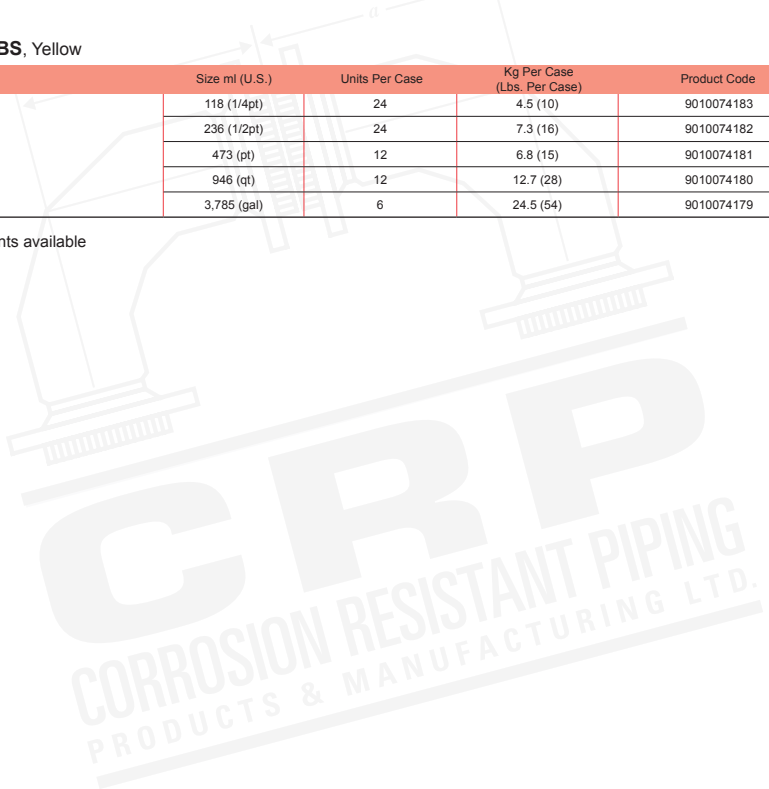 BS, Yellow
Size ml (U.S.) Units Per Case Kg Per Case (Lbs. Per Case) Product Code
118 (1/4pt) 24 4.5 (10) 9010074183
236 (1/2pt) 24 7.3 (16) 9010074182
473 (pt) 12 6.8 (15) 9010074181
946 (qt) 12 12.7 (28) 9010074180
3,785 (gal) 6 24.5 (54) 9010074179
nts available
a
CRP
CORROSION RESISTANT PIPING
PRODUCTS & MANUFACTURING LTD.